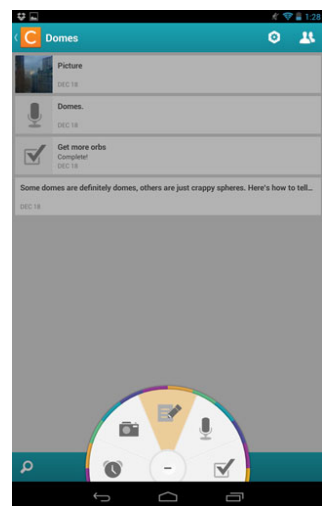 1:28
C Domes
Picture
DEC 18
Domes.
DEC 18
Get more orbs
Complete!
DEC 18
Some domes are definitely domes, others are just crappy spheres. Here's how to tell...
DEC 18